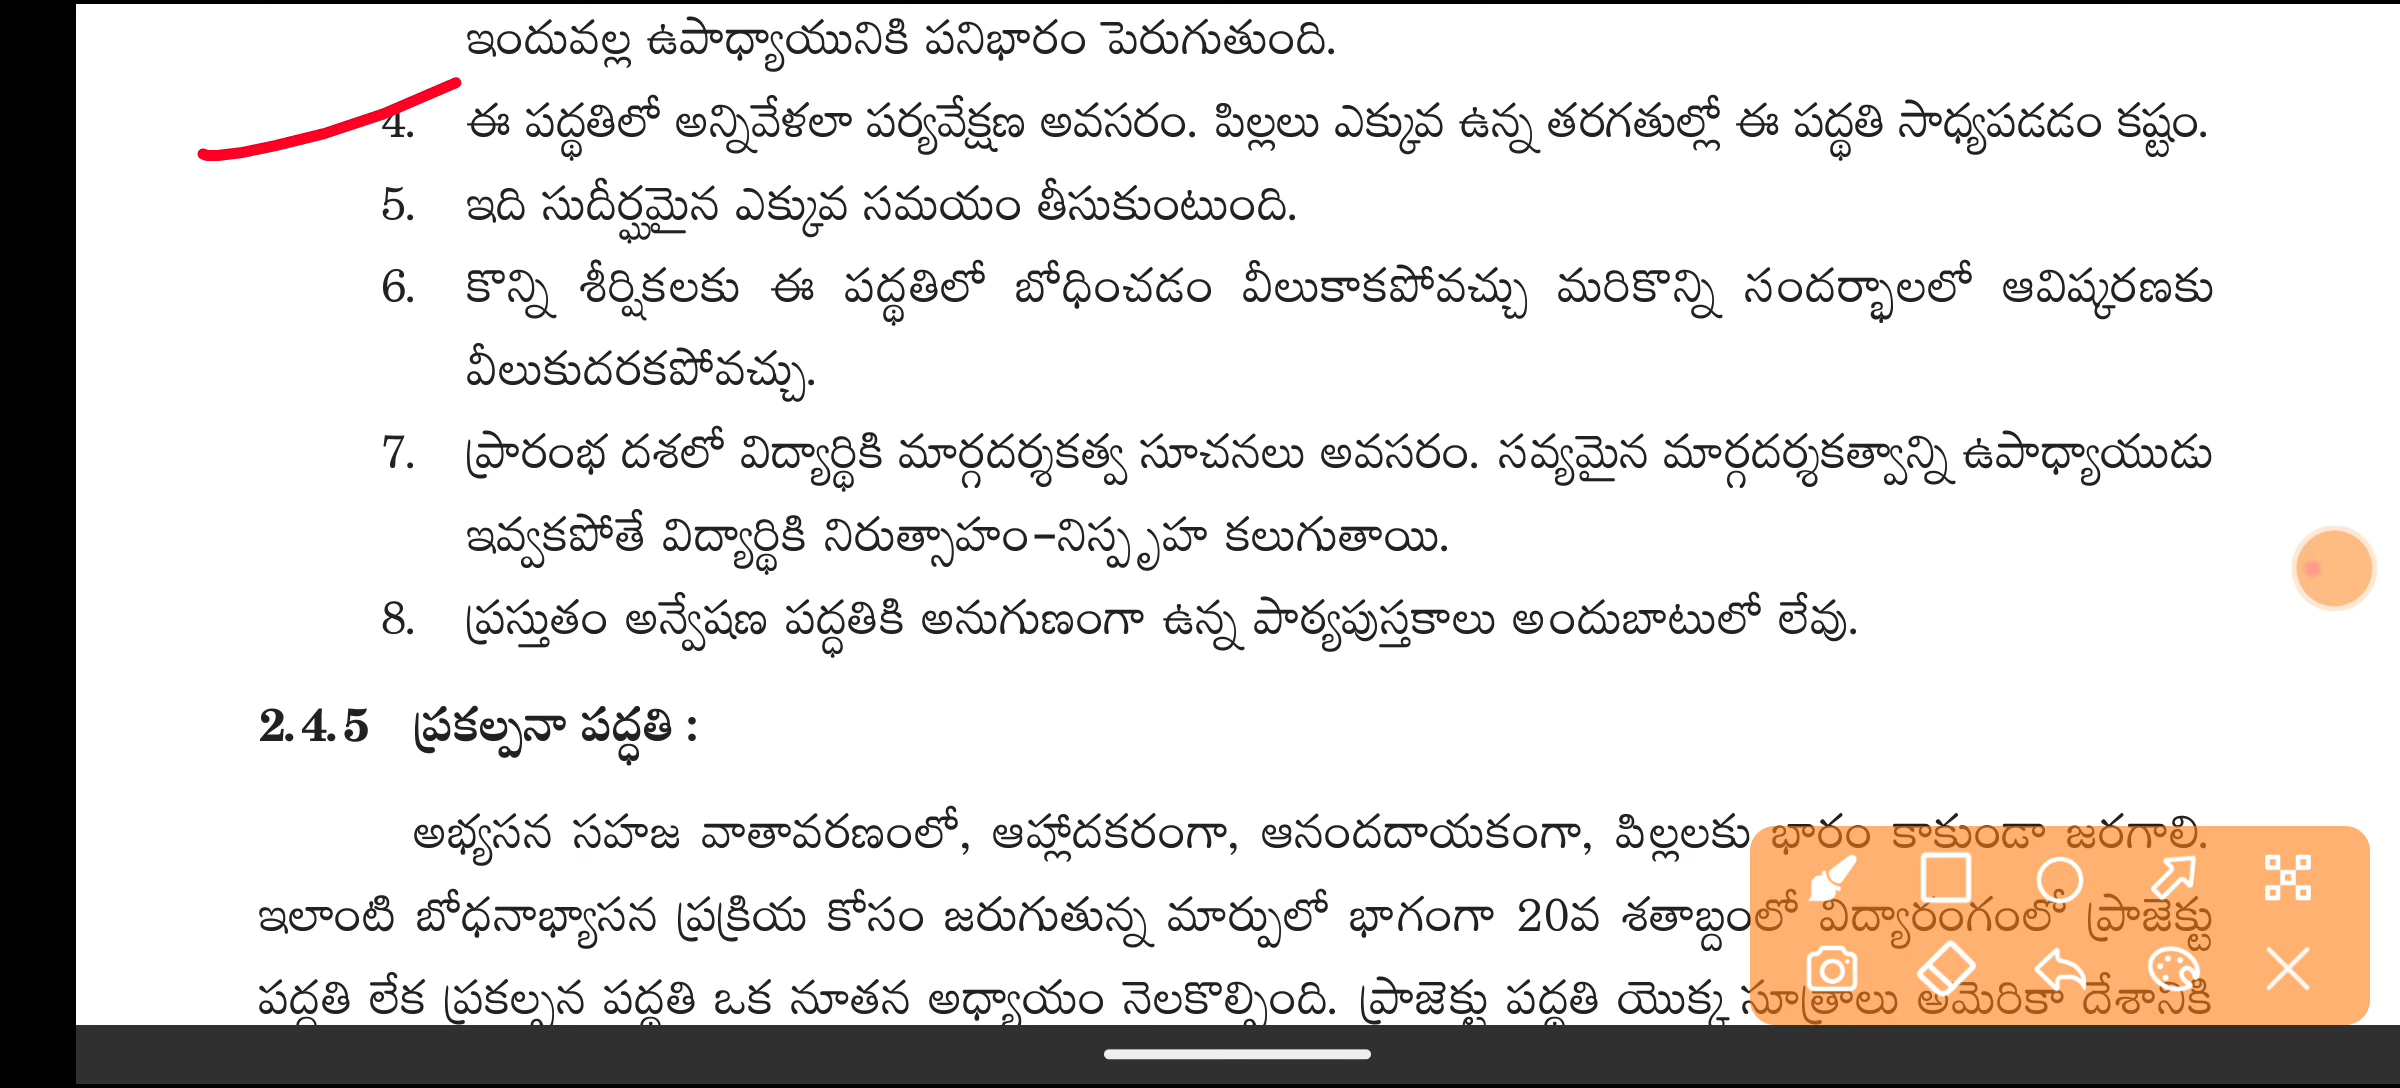 ఇందువల్ల ఉపాధ్యాయునికి పనిభారం పెరుగుతుంది.
4. ఈ పద్ధతిలో అన్నివేళలా పర్యవేక్షణ అవసరం. పిల్లలు ఎక్కువ ఉన్న తరగతుల్లో ఈ పద్ధతి సాధ్యపడడం కష్టం.
5. ఇది సుదీర్ఘమైన ఎక్కువ సమయం తీసుకుంటుంది.
6. కొన్ని శీర్షికలకు ఈ పద్ధతిలో బోధించడం వీలుకాకపోవచ్చు మరికొన్ని సందర్భాలలో ఆవిష్కరణకు
వీలుకుదరకపోవచ్చు.
7. ప్రారంభ దశలో విద్యార్థికి మార్గదర్శకత్వ సూచనలు అవసరం. సవ్యమైన మార్గదర్శకత్వాన్ని ఉపాధ్యాయుడు
ఇవ్వకపోతే విద్యార్థికి నిరుత్సాహం-నిస్పృహ కలుగుతాయి.
8. ప్రస్తుతం అన్వేషణ పద్ధతికి అనుగుణంగా ఉన్న పాఠ్యపుస్తకాలు అందుబాటులో లేవు.
2.4.5 ప్రకల్పనా పద్ధతి :
అభ్యసన సహజ వాతావరణంలో, ఆహ్లాదకరంగా, ఆనందదాయకంగా, పిల్లలకు భారం కాకుండా జరగాలి.
ఇలాంటి బోధనాభ్యాసన ప్రక్రియ కోసం జరుగుతున్న మార్పులో భాగంగా 20వ శతాబ్దంలో విద్యారంగంలో ప్రాజెక్టు
పద్ధతి లేక ప్రకల్పన పద్ధతి ఒక నూతన అధ్యాయం నెలకొల్పింది. ప్రాజెక్టు పద్ధతి యొక్క సూత్రాలు అమెరికా దేశానికి